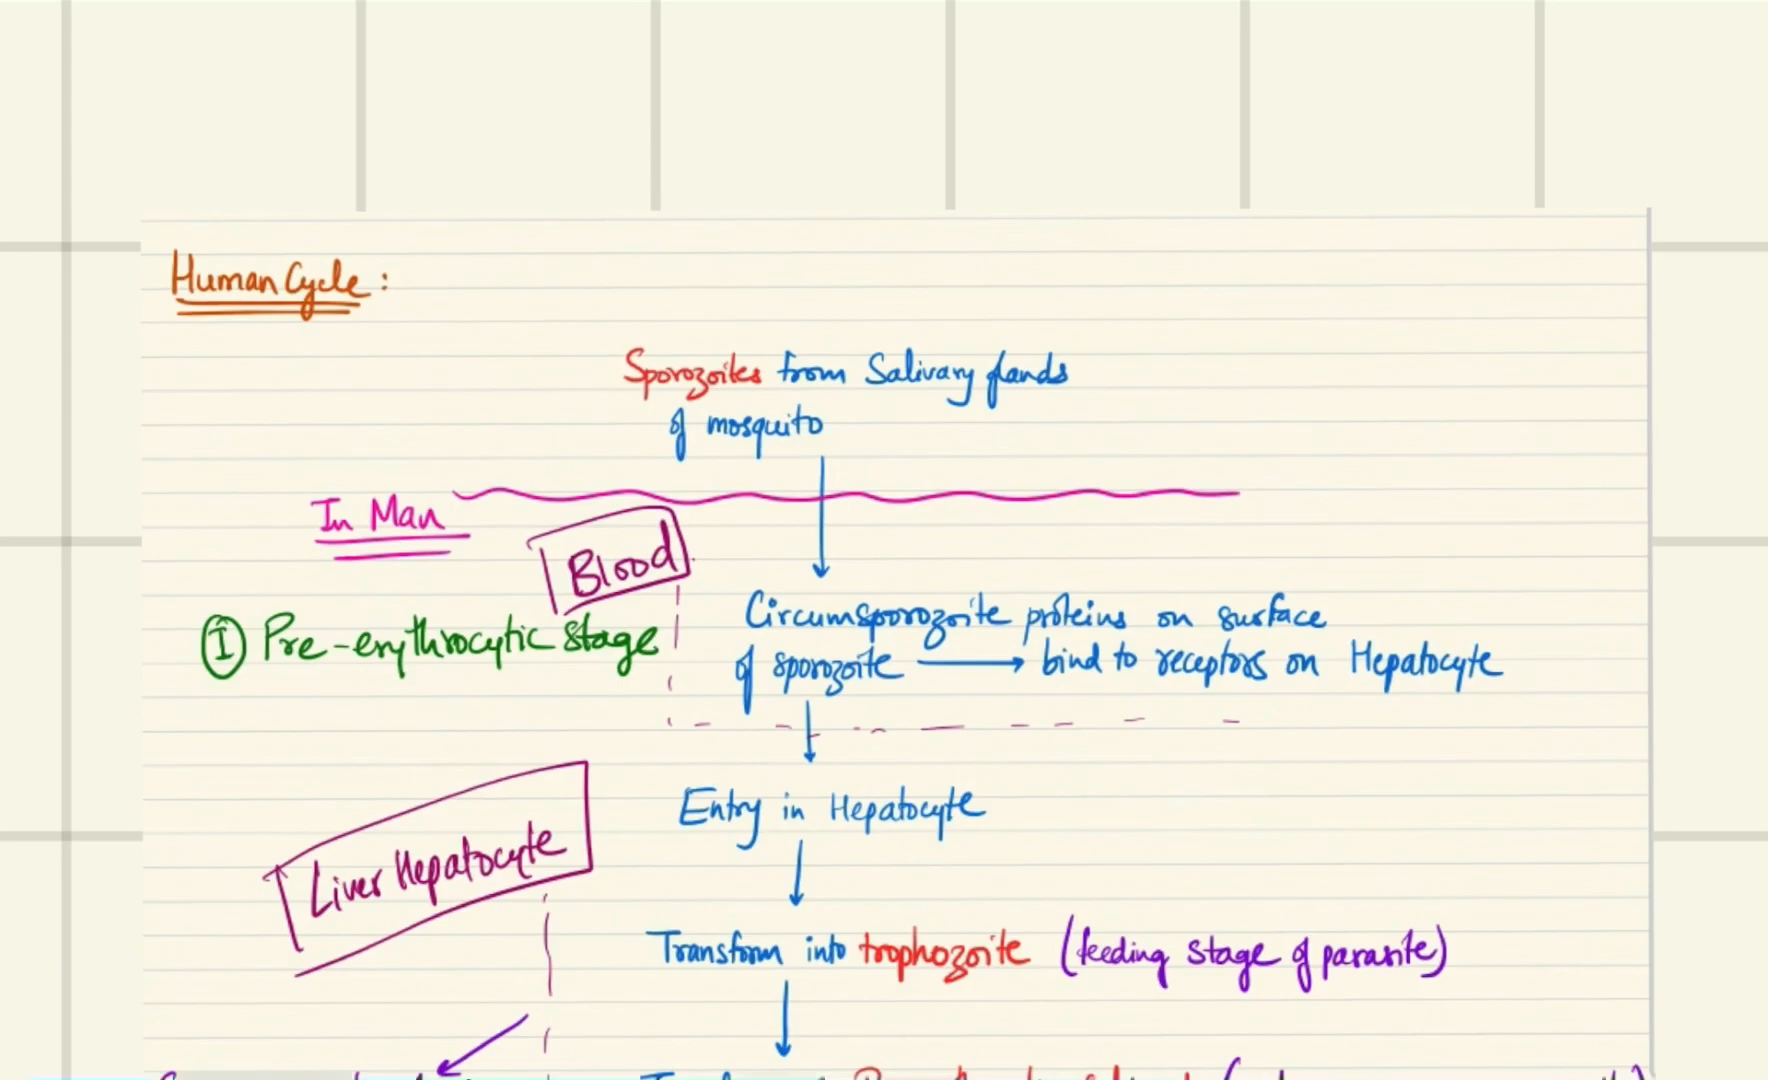 Human Cycle :
Sporozoites from Salivary glands
of mosquito
In Man
Blood
Circumsporozoite proteins on surface
I Pre-erythrocytic Stage
of sporozoite → bind to receptors on Hepatocyte
Entry in Hepatocyte
Liver Hepatocyte
Transform into trophozoite (feeding stage of parasite)